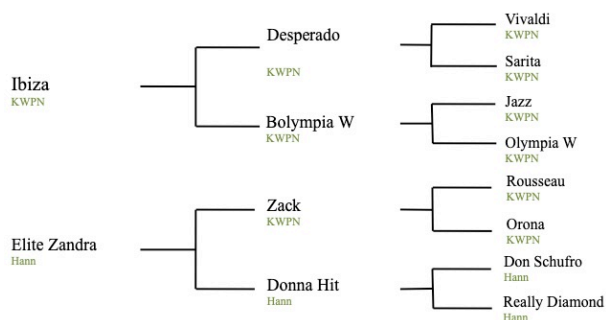 Ibiza
KWPN
Desperado
KWPN
Vivaldi
KWPN
Sarita
KWPN
Bolympia W
KWPN
Jazz
KWPN
Olympia W
KWPN
Elite Zandra
Hann
Zack
KWPN
Rousseau
KWPN
Orona
KWPN
Donna Hit
Hann
Don Schufro
Hann
Really Diamond
Hann